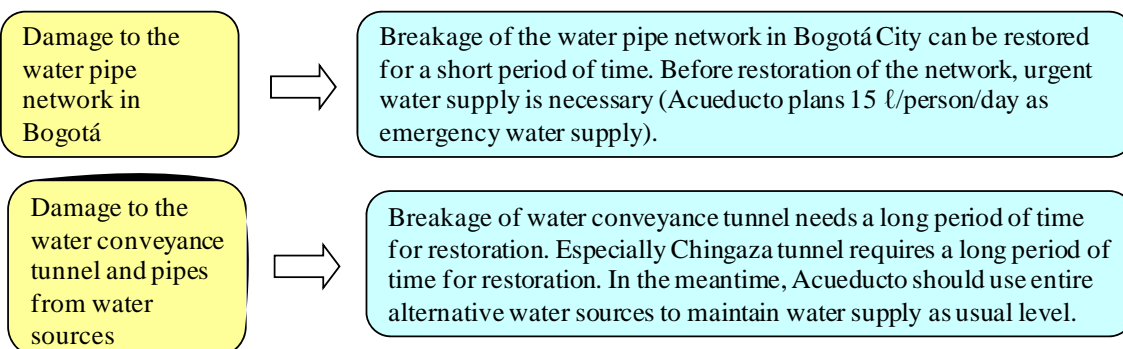 Damage to the
water pipe
network in
Bogotá
Breakage of the water pipe network in Bogotá City can be restored
for a short period of time. Before restoration of the network, urgent
water supply is necessary (Acueducto plans 15 ℓ/person/day as
emergency water supply).
Damage to the
water conveyance
tunnel and pipes
from water
sources
Breakage of water conveyance tunnel needs a long period of time
for restoration. Especially Chingaza tunnel requires a long period of
time for restoration. In the meantime, Acueducto should use entire
alternative water sources to maintain water supply as usual level.